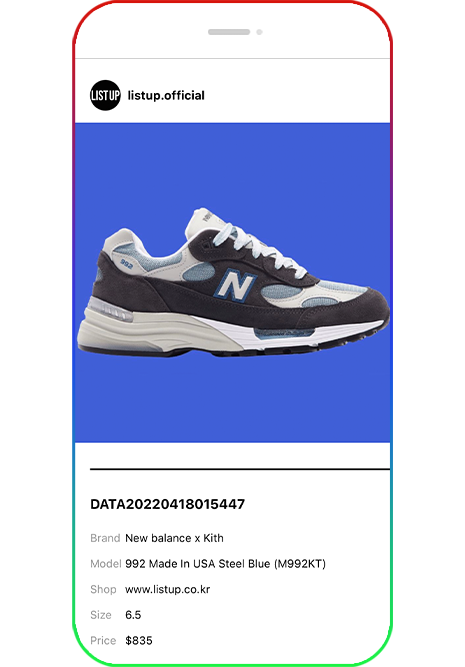 LISTUP
listup.official
992
N
DATA20220418015447
Brand New balance x Kith
Model 992 Made In USA Steel Blue (M992KT)
Shop www.listup.co.kr
Size 6.5
Price $835